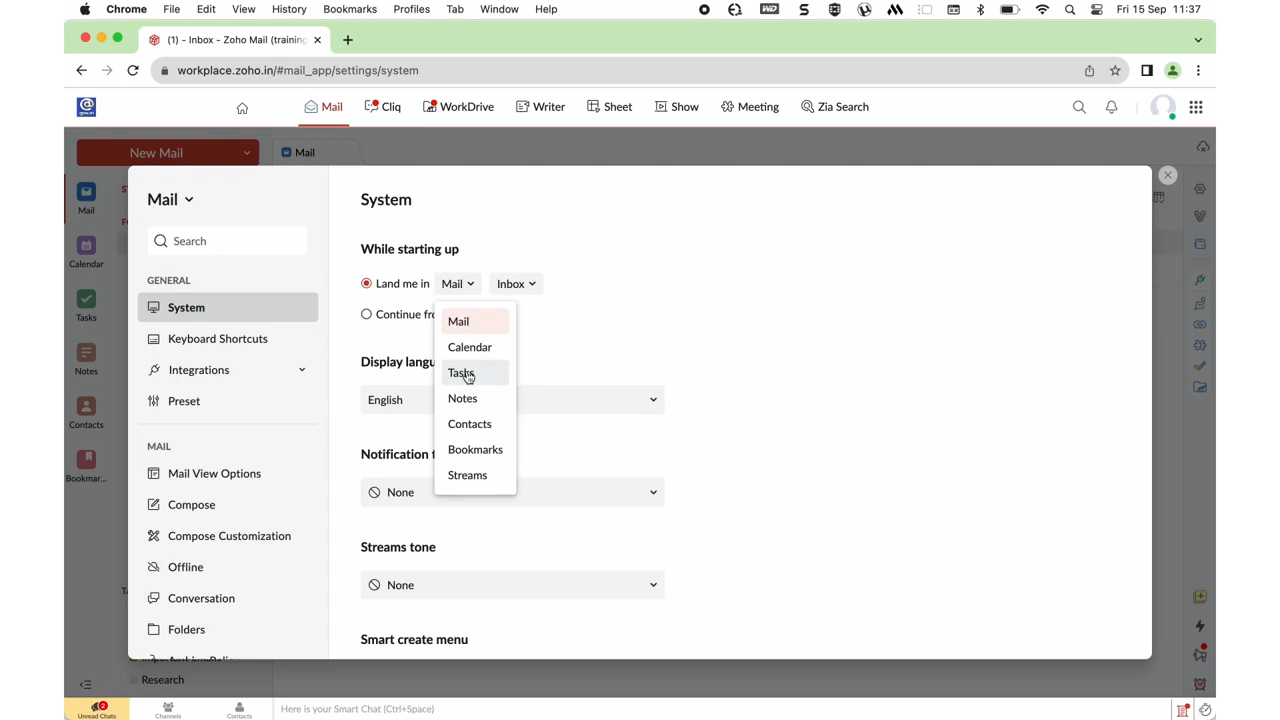 Chrome File Edit View History Bookmarks Profiles Tab Window Help Fri 15 Sep 11:37
(1) - Inbox - Zoho Mail (training
workplace.zoho.in/#mail_app/settings/system
Mail Cliq WorkDrive Writer Sheet Show Meeting Zia Search
New Mail
Mail
Mail
Calendar
Tasks
Notes
Contacts
Bookmar...
Mail
Search
GENERAL
System
Keyboard Shortcuts
Integrations
Preset
MAIL
Mail View Options
Compose
Compose Customization
Offline
Conversation
Folders
Research
System
While starting up
Land me in Mail Inbox
Continue fro
Mail
Calendar
Tasks
Notes
Contacts
Bookmarks
Streams
Display langu
English
Notification t
None
Streams tone
None
Smart create menu
2
Unread Chats Channels Contacts Here is your Smart Chat (Ctrl+Space)